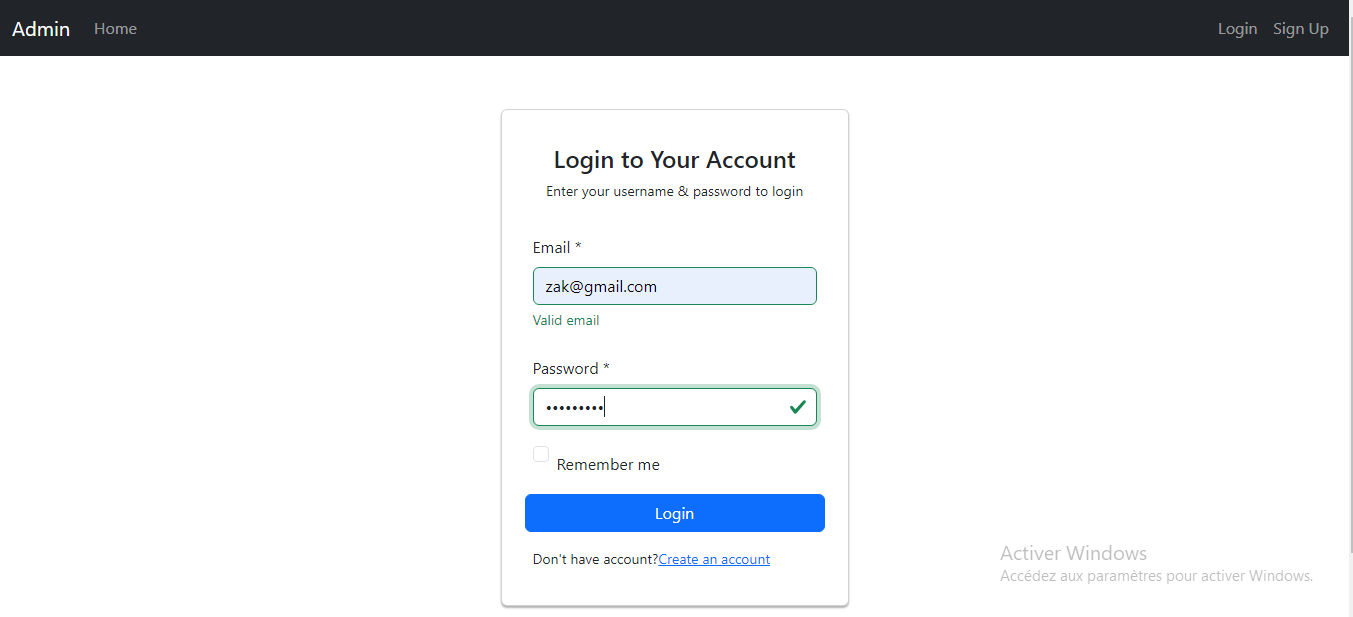 Admin Home Login Sign Up
Login to Your Account
Enter your username & password to login
Email *
zak@gmail.com
Valid email
Password *
•••••••••
Remember me
Login
Don't have account?Create an account
Activer Windows
Accédez aux paramètres pour activer Windows.